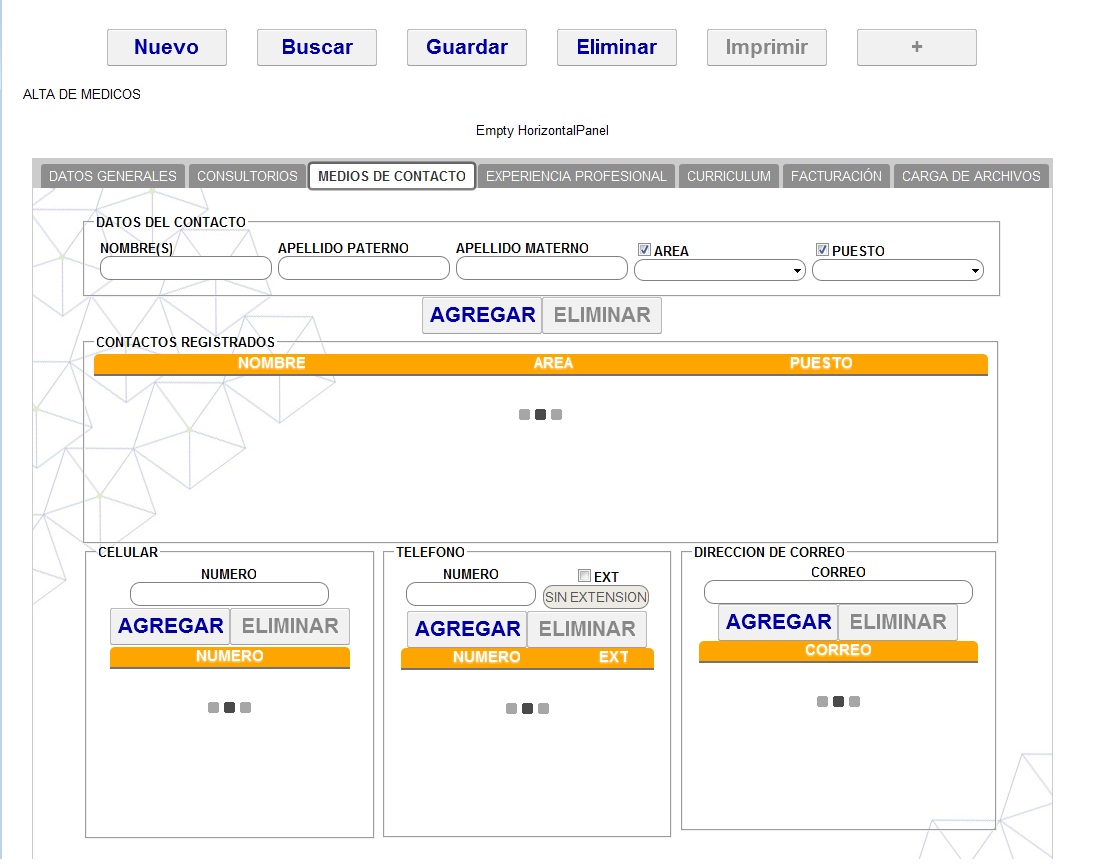 Nuevo Buscar Guardar Eliminar Imprimir +
ALTA DE MEDICOS
Empty HorizontalPanel
DATOS GENERALES CONSULTORIOS MEDIOS DE CONTACTO EXPERIENCIA PROFESIONAL CURRICULUM FACTURACIÓN CARGA DE ARCHIVOS
DATOS DEL CONTACTO
NOMBRE(S) APELLIDO PATERNO APELLIDO MATERNO AREA PUESTO
AGREGAR ELIMINAR
CONTACTOS REGISTRADOS
NOMBRE AREA PUESTO
CELULAR
NUMERO
AGREGAR ELIMINAR
NUMERO
TELEFONO
NUMERO EXT
SIN EXTENSION
AGREGAR ELIMINAR
NUMERO EXT
DIRECCION DE CORREO
CORREO
AGREGAR ELIMINAR
CORREO